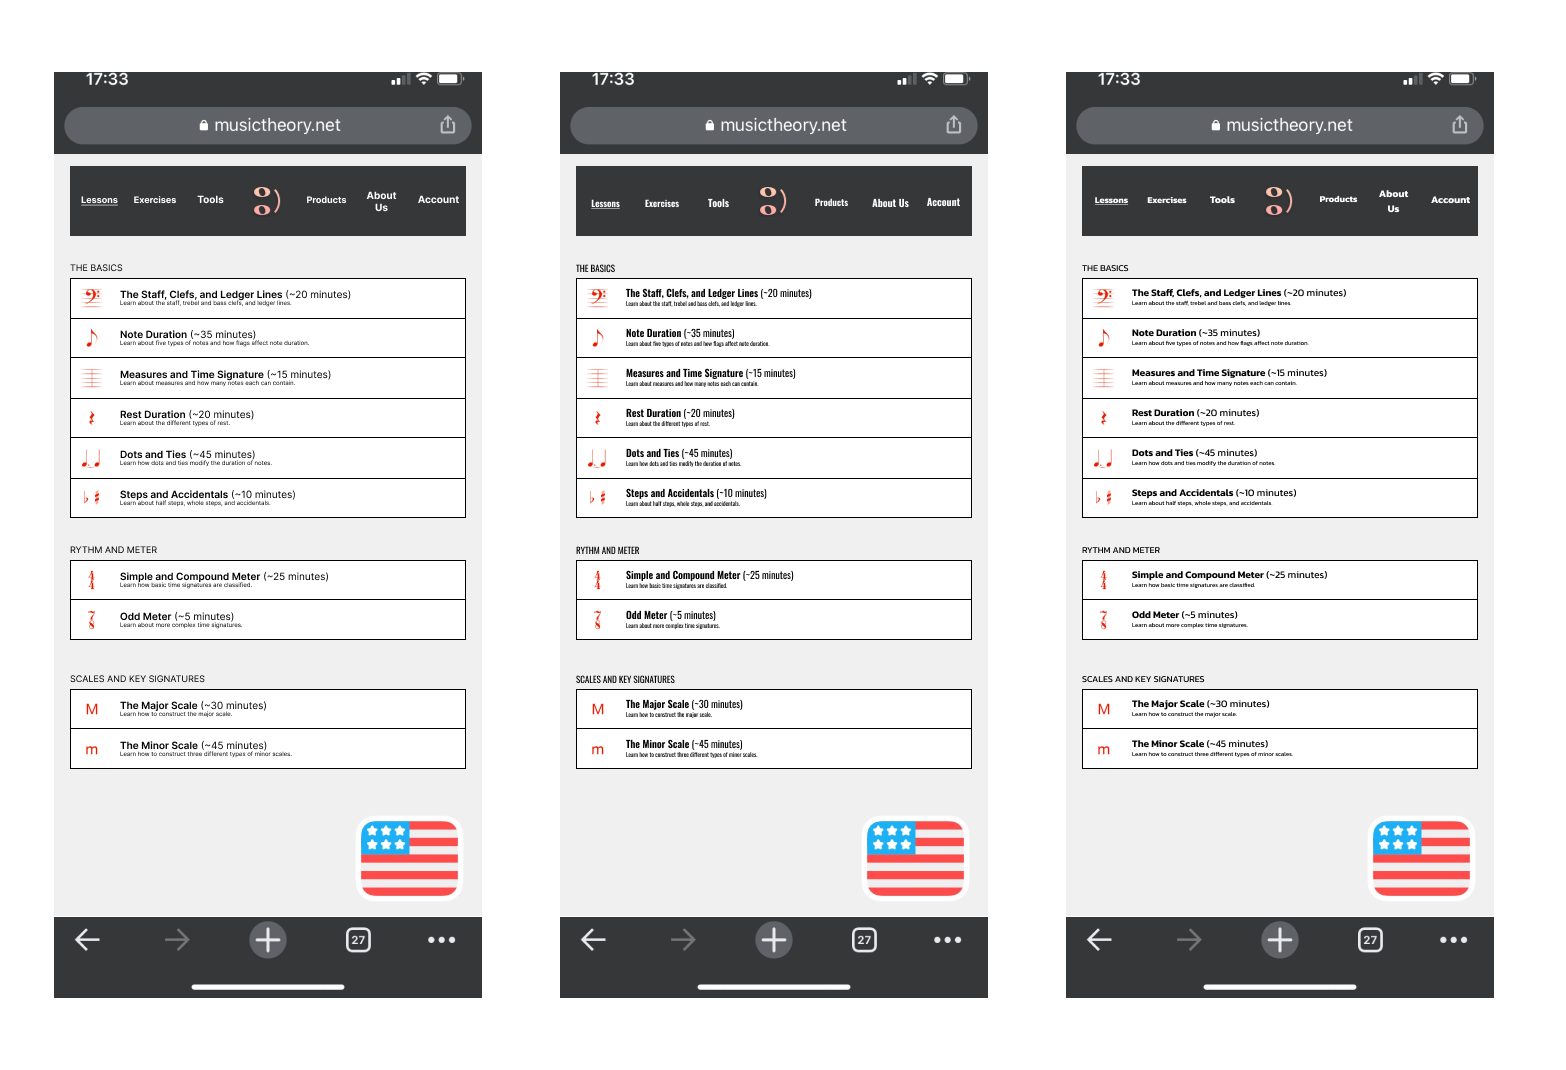 17:33
musictheory.net
Lessons Exercises Tools Products About Us Account
THE BASICS
The Staff, Clefs, and Ledger Lines (~20 minutes)
Learn about the staff, trebel and bass clefs, and ledger lines.
Note Duration (~35 minutes)
Learn about five types of notes and how flags affect note duration.
Measures and Time Signature (~15 minutes)
Learn about measures and how many notes each can contain.
Rest Duration (~20 minutes)
Learn about the different types of rest.
Dots and Ties (~45 minutes)
Learn how dots and ties modify the duration of notes.
Steps and Accidentals (~10 minutes)
Learn about half steps, whole steps, and accidentals.
RYTHM AND METER
4
4
Simple and Compound Meter (~25 minutes)
Learn how basic time signatures are classified.
7
8
Odd Meter (~5 minutes)
Learn about more complex time signatures.
SCALES AND KEY SIGNATURES
M
The Major Scale (~30 minutes)
Learn how to construct the major scale.
m
The Minor Scale (~45 minutes)
Learn how to construct three different types of minor scales.
27
17:33
musictheory.net
Lessons Exercises Tools Products About Us Account
THE BASICS
The Staff, Clefs, and Ledger Lines (~20 minutes)
Learn about the staff, trebel and bass clefs, and ledger lines.
Note Duration (~35 minutes)
Learn about five types of notes and how flags affect note duration.
Measures and Time Signature (~15 minutes)
Learn about measures and how many notes each can contain.
Rest Duration (~20 minutes)
Learn about the different types of rest.
Dots and Ties (~45 minutes)
Learn how dots and ties modify the duration of notes.
Steps and Accidentals (~10 minutes)
Learn about half steps, whole steps, and accidentals.
RYTHM AND METER
4
4
Simple and Compound Meter (~25 minutes)
Learn how basic time signatures are classified.
7
8
Odd Meter (~5 minutes)
Learn about more complex time signatures.
SCALES AND KEY SIGNATURES
M
The Major Scale (~30 minutes)
Learn how to construct the major scale.
m
The Minor Scale (~45 minutes)
Learn how to construct three different types of minor scales.
27
17:33
musictheory.net
Lessons Exercises Tools Products About Us Account
THE BASICS
The Staff, Clefs, and Ledger Lines (~20 minutes)
Learn about the staff, trebel and bass clefs, and ledger lines.
Note Duration (~35 minutes)
Learn about five types of notes and how flags affect note duration.
Measures and Time Signature (~15 minutes)
Learn about measures and how many notes each can contain.
Rest Duration (~20 minutes)
Learn about the different types of rest.
Dots and Ties (~45 minutes)
Learn how dots and ties modify the duration of notes.
Steps and Accidentals (~10 minutes)
Learn about half steps, whole steps, and accidentals.
RYTHM AND METER
4
4
Simple and Compound Meter (~25 minutes)
Learn how basic time signatures are classified.
7
8
Odd Meter (~5 minutes)
Learn about more complex time signatures.
SCALES AND KEY SIGNATURES
M
The Major Scale (~30 minutes)
Learn how to construct the major scale.
m
The Minor Scale (~45 minutes)
Learn how to construct three different types of minor scales.
27